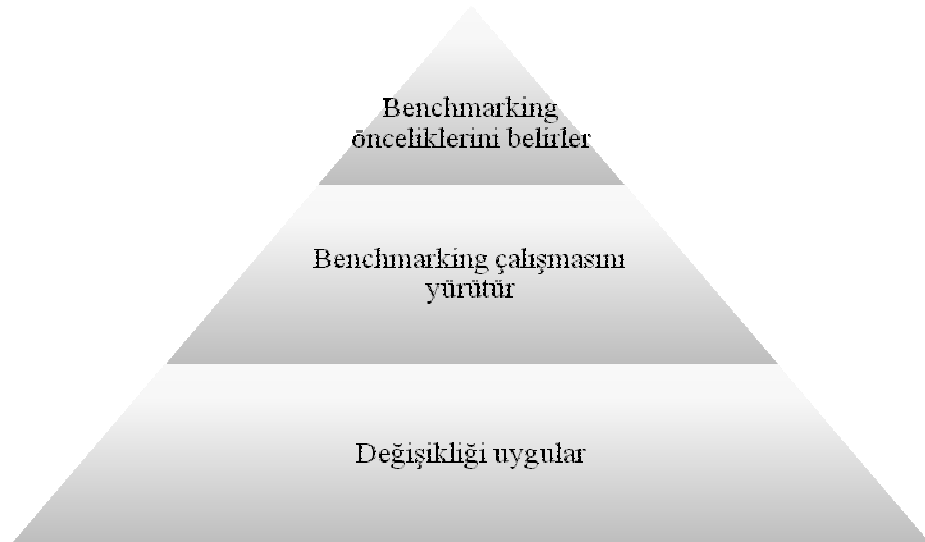 Benchmarking
önceliklerini belirler
Benchmarking çalışmasını
yürütür
Değişikliği uygular